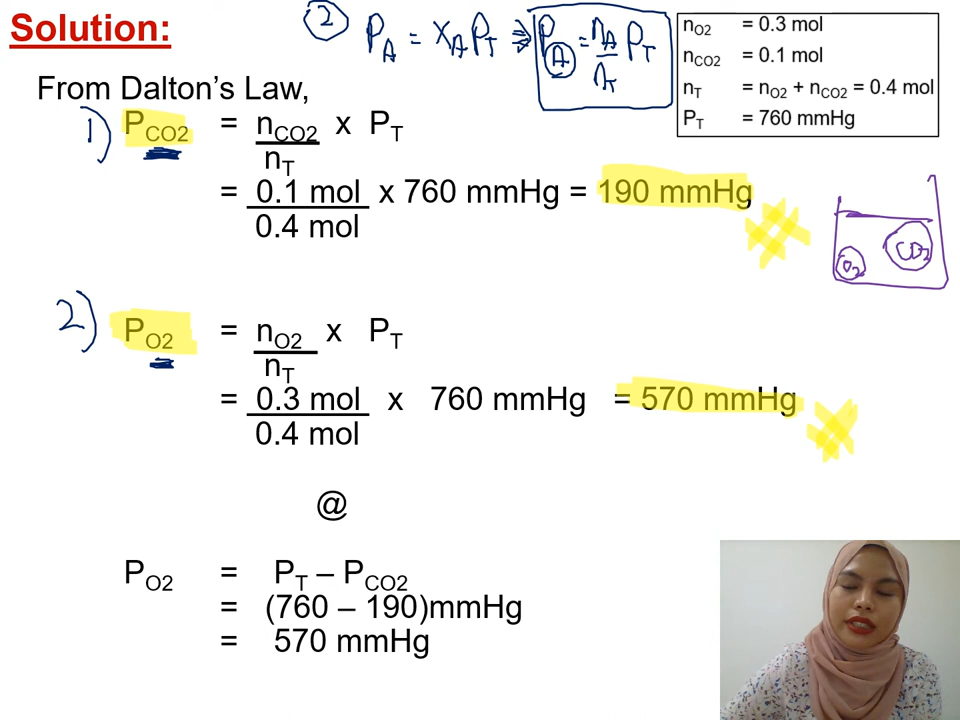 Solution:
② P_A = X_A P_T ⇒ P_A = n_A/n_T P_T
n_O2 = 0.3 mol
n_CO2 = 0.1 mol
n_T = n_O2 + n_CO2 = 0.4 mol
P_T = 760 mmHg
From Dalton's Law,
1) P_CO2 = n_CO2 x P_T
n_T
= 0.1 mol x 760 mmHg = 190 mmHg
0.4 mol
O2 CO2
2) P_O2 = n_O2 x P_T
n_T
= 0.3 mol x 760 mmHg = 570 mmHg
0.4 mol
@
P_O2 = P_T – P_CO2
= (760 – 190)mmHg
= 570 mmHg